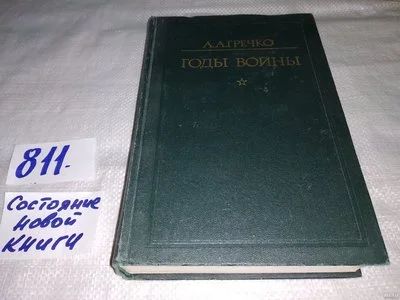 А.А.ГРЕЧКО
ГОДЫ ВОЙНЫ
811.
Состояние
новой
книги